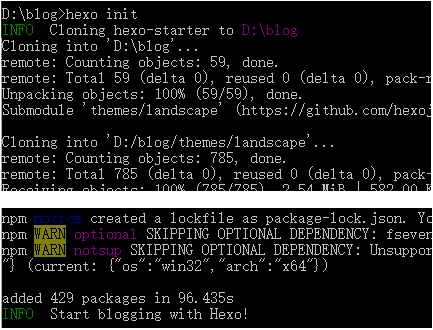 D:\blog>hexo init
INFO  Cloning hexo-starter to D:\blog
Cloning into 'D:\blog'...
remote: Counting objects: 59, done.
remote: Total 59 (delta 0), reused 0 (delta 0), pack-r
Unpacking objects: 100% (59/59), done.
Submodule 'themes/landscape' (https://github.com/hexoj
Cloning into 'D:/blog/themes/landscape'...
remote: Counting objects: 785, done.
remote: Total 785 (delta 0), reused 0 (delta 0), pack-
Receiving objects: 100% (785/785), 2.54 MiB | 582.00 K
npm notice created a lockfile as package-lock.json. Yo
npm WARN optional SKIPPING OPTIONAL DEPENDENCY: fseven
npm WARN notsup SKIPPING OPTIONAL DEPENDENCY: Unsuppor
"} (current: {"os":"win32","arch":"x64"})
added 429 packages in 96.435s
INFO  Start blogging with Hexo!